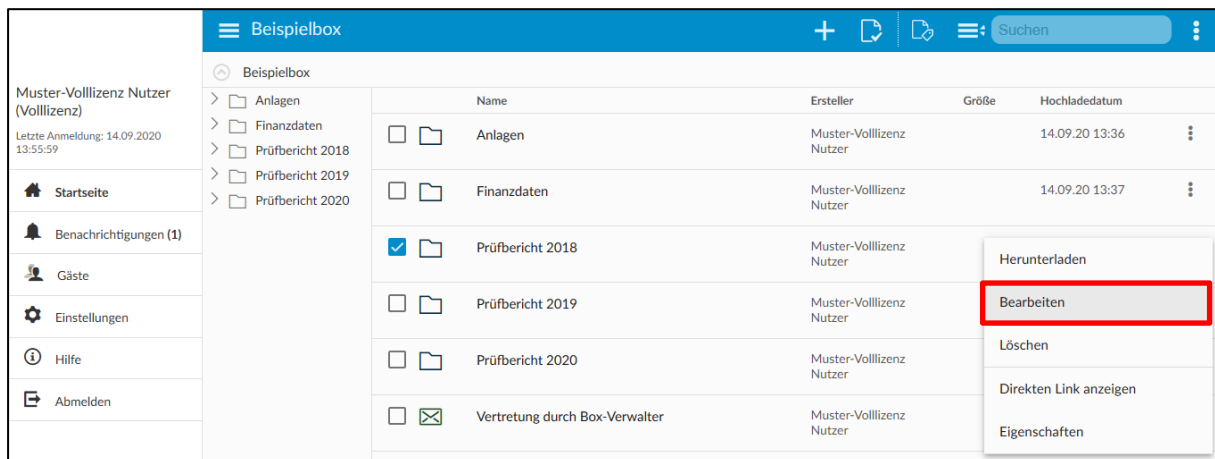 Beispielbox
Suchen
Muster-Volllizenz Nutzer
(Volllizenz)
Letzte Anmeldung: 14.09.2020
13:55:59
Startseite
Benachrichtigungen (1)
Gäste
Einstellungen
Hilfe
Abmelden
Beispielbox
Anlagen
Finanzdaten
Prüfbericht 2018
Prüfbericht 2019
Prüfbericht 2020
Name
Ersteller
Größe
Hochladedatum
Anlagen
Muster-Volllizenz
Nutzer
14.09.20 13:36
Finanzdaten
Muster-Volllizenz
Nutzer
14.09.20 13:37
Prüfbericht 2018
Muster-Volllizenz
Nutzer
Prüfbericht 2019
Muster-Volllizenz
Nutzer
Prüfbericht 2020
Muster-Volllizenz
Nutzer
Vertretung durch Box-Verwalter
Muster-Volllizenz
Nutzer
Herunterladen
Bearbeiten
Löschen
Direkten Link anzeigen
Eigenschaften